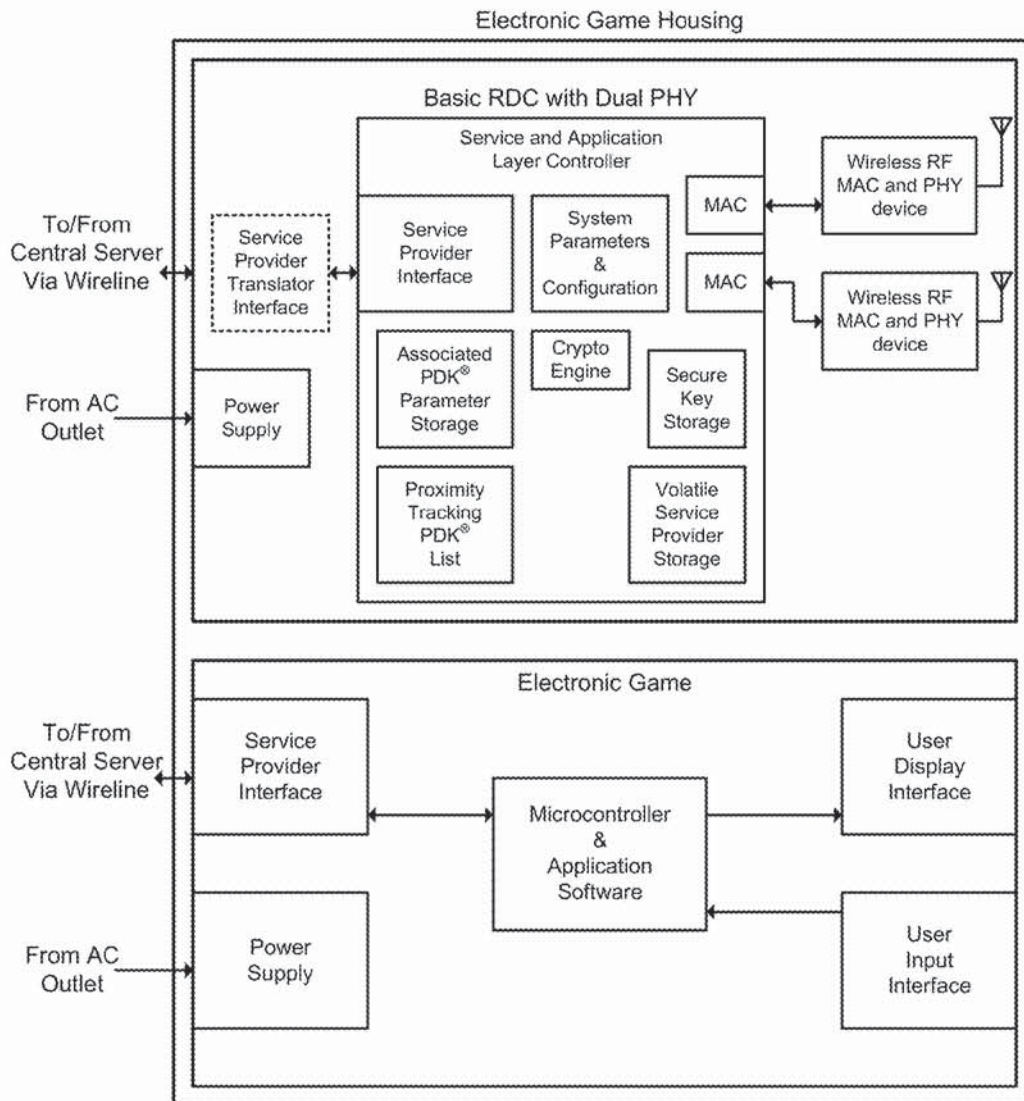 Electronic Game Housing
Basic RDC with Dual PHY
Service and Application
Layer Controller
To/From
Central Server
Via Wireline
Service
Provider
Translator
Interface
Service
Provider
Interface
System
Parameters
&
Configuration
MAC
MAC
Wireless RF
MAC and PHY
device
Wireless RF
MAC and PHY
device
Associated
PDK®
Parameter
Storage
Crypto
Engine
Secure
Key
Storage
From AC
Outlet
Power
Supply
Proximity
Tracking
PDK®
List
Volatile
Service
Provider
Storage
Electronic Game
To/From
Central Server
Via Wireline
Service
Provider
Interface
Microcontroller
&
Application
Software
User
Display
Interface
From AC
Outlet
Power
Supply
User
Input
Interface